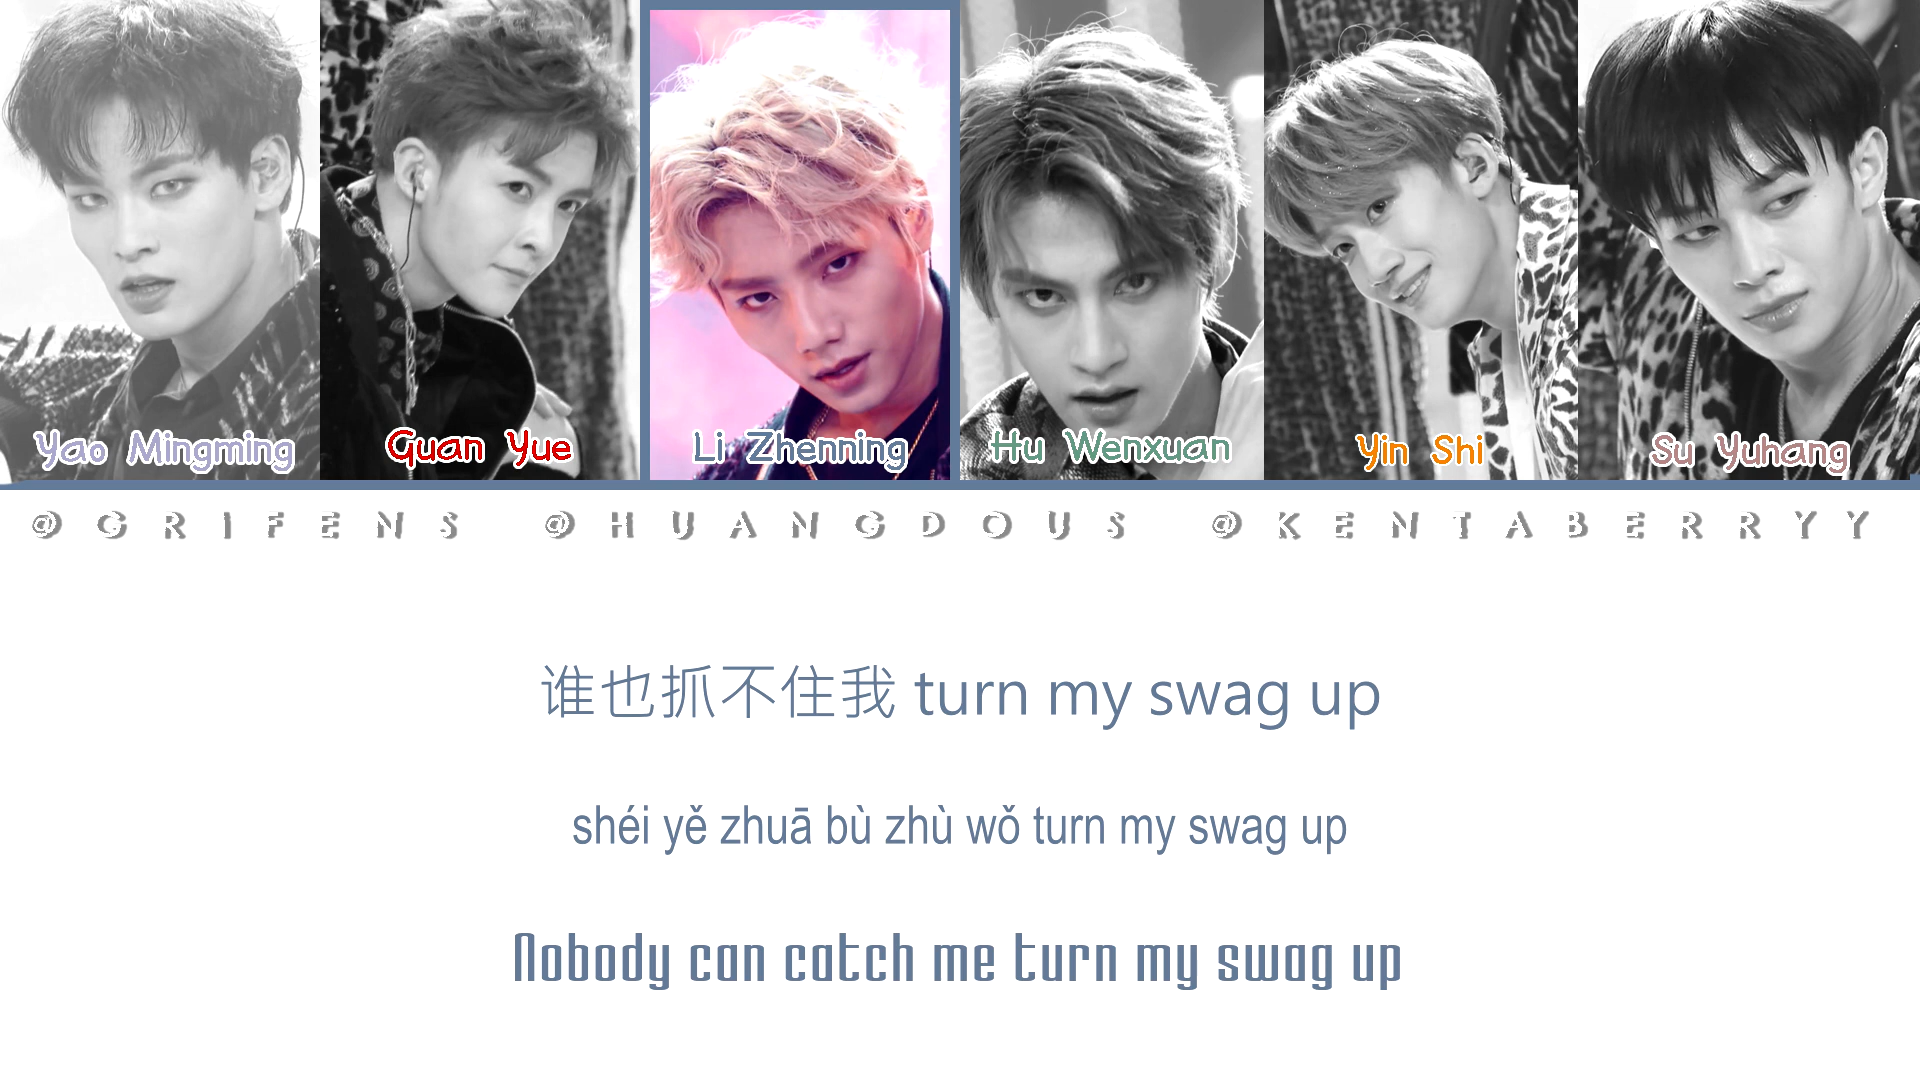 Yao Mingming Guan Yue Li Zhenning Hu Wenxuan Yin Shi Su Yuhang
@GRIFENS @HUANGDOUS @KENTABERRYY
谁也抓不住我 turn my swag up
shéi yě zhuā bù zhù wǒ turn my swag up
Nobody can catch me turn my swag up